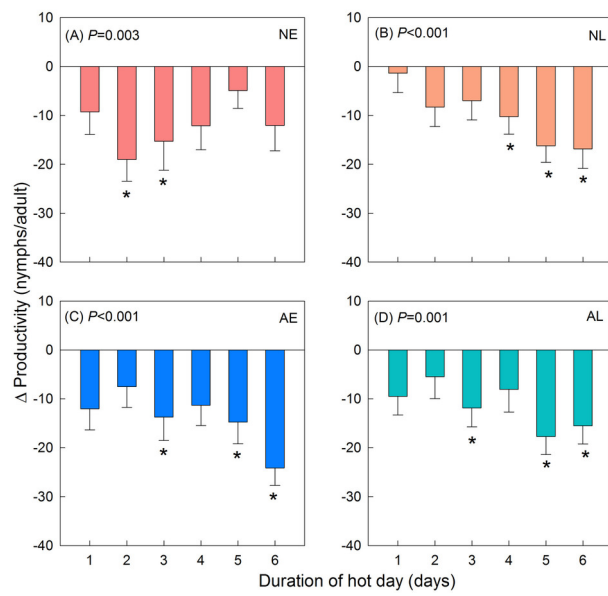 10
0
-10
-20
-30
-40
(A) P=0.003 NE
* *
10
0
-10
-20
-30
-40
(B) P<0.001 NL
* * *
Δ Productivity (nymphs/adult)
10
0
-10
-20
-30
-40
(C) P<0.001 AE
* * *
1 2 3 4 5 6
10
0
-10
-20
-30
-40
(D) P=0.001 AL
* * *
1 2 3 4 5 6
Duration of hot day (days)